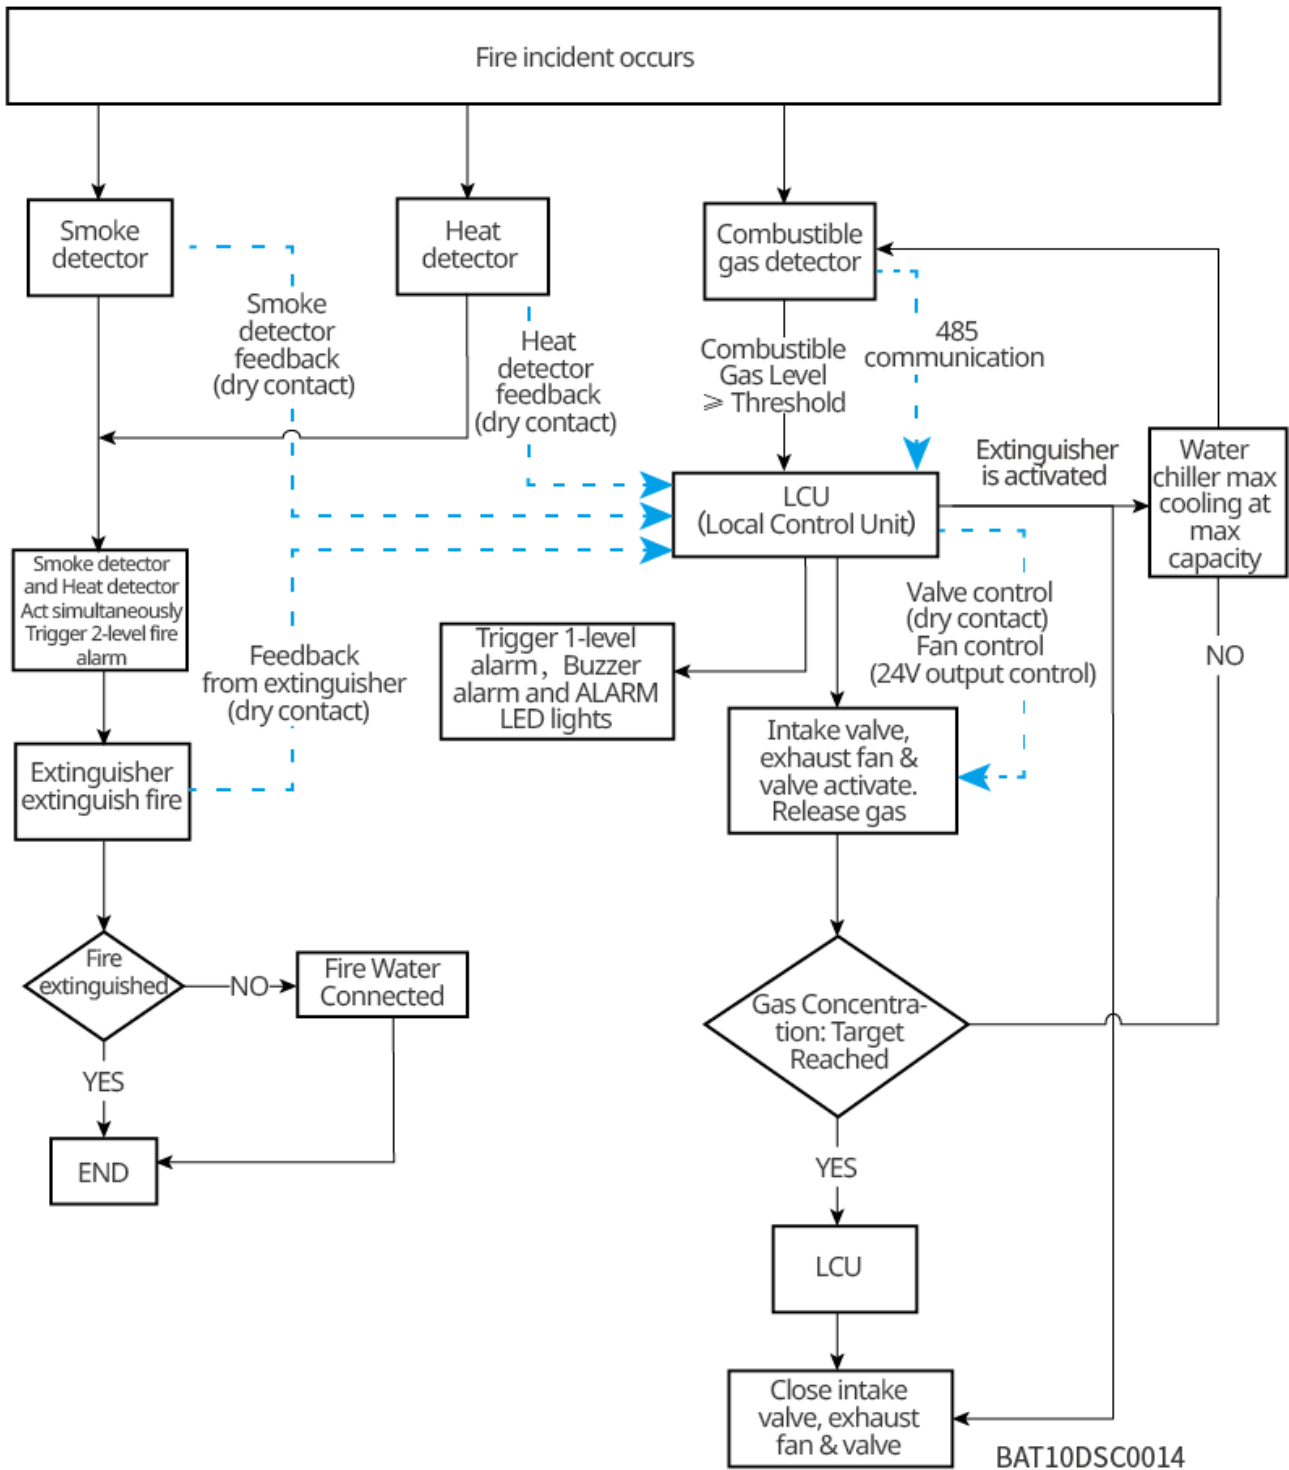 Fire incident occurs
Smoke
detector
Heat
detector
Combustible
gas detector
Smoke
detector
feedback
(dry contact)
Heat
detector
feedback
(dry contact)
Combustible
Gas Level
⩾ Threshold
485
communication
Extinguisher
is activated
Water
chiller max
cooling at
max
capacity
LCU
(Local Control Unit)
Smoke detector
and Heat detector
Act simultaneously
Trigger 2-level fire
alarm
Feedback
from extinguisher
(dry contact)
Trigger 1-level
alarm，Buzzer
alarm and ALARM
LED lights
Valve control
(dry contact)
Fan control
(24V output control)
NO
Intake valve,
exhaust fan &
valve activate.
Release gas
Extinguisher
extinguish fire
Fire
extinguished
NO
Fire Water
Connected
Gas Concentra-
tion: Target
Reached
YES
END
YES
LCU
Close intake
valve, exhaust
fan & valve
BAT10DSC0014